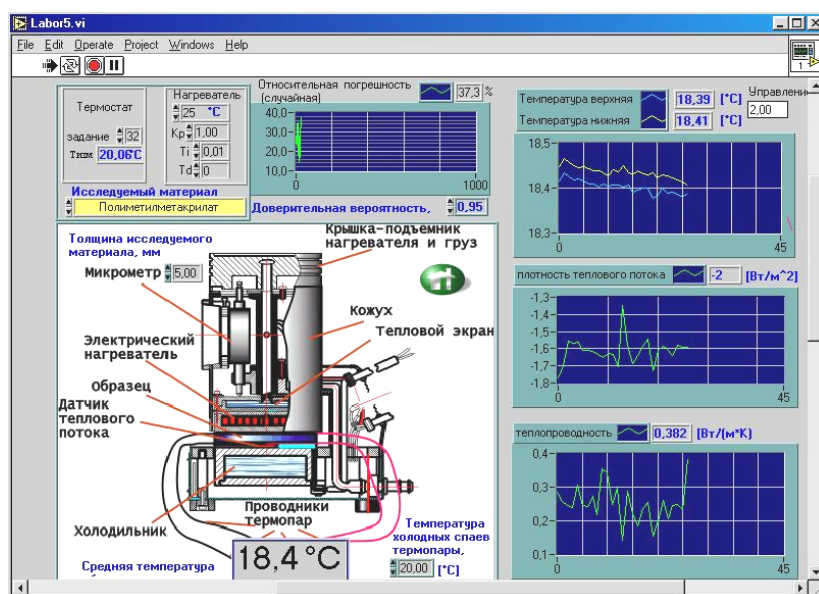 Labor5.vi
File Edit Operate Project Windows Help
1
Термостат
задание 32
Тизм 20,06°C
Нагреватель
25 °C
Кр 1,00
Ti 0,01
Td 0
Исследуемый материал
Полиметилметакрилат
Относительная погрешность
(случайная)
37,3 %
40,0
30,0
20,0
10,0
0 1000
Доверительная вероятность, 0,95
Температура верхняя 18,39 [°C]
Температура нижняя 18,41 [°C]
Управлени
2,00
18,5
18,4
18,3
0 45
плотность теплового потока -2 [Вт/м^2]
-1,3
-1,4
-1,5
-1,6
-1,7
-1,8
0 45
теплопроводность 0,382 [Вт/(м*К)
0,4
0,3
0,2
0,1
0 45
Толщина исследуемого
материала, мм
Микрометр 5,00
Крышка-подъемник
нагревателя и груз
Кожух
Тепловой экран
Электрический
нагреватель
Образец
Датчик
теплового
потока
Холодильник
Проводники
термопар
Средняя температура
18,4 °C
Температура
холодных спаев
термопары,
20,00 [°C]